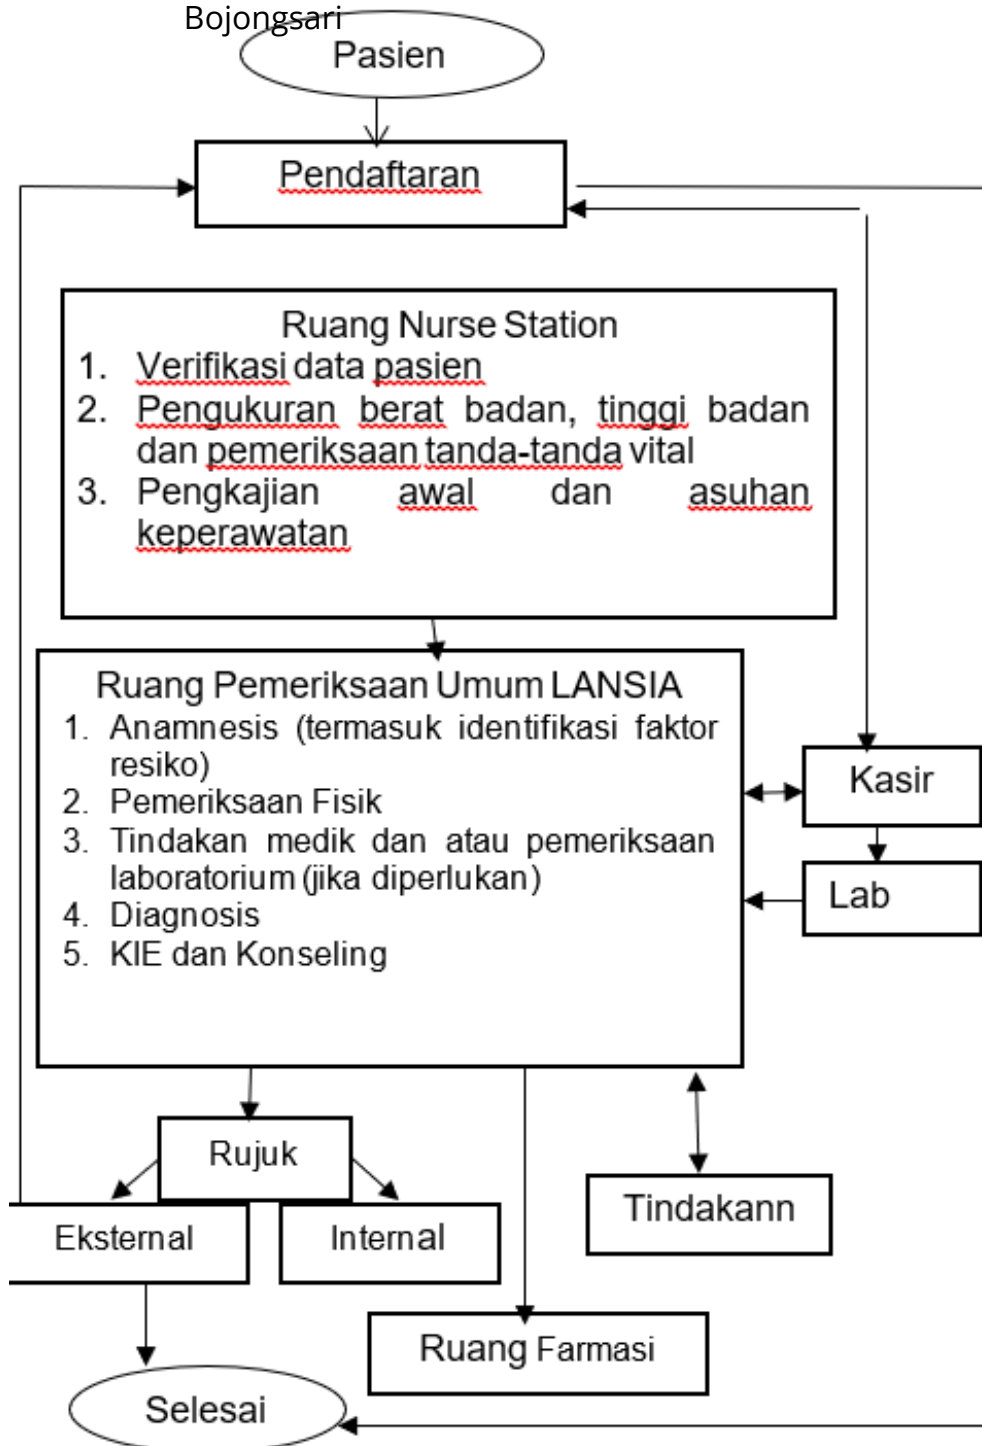 Bojongsari
Pasien
Pendaftaran
Ruang Nurse Station
1. Verifikasi data pasien
2. Pengukuran berat badan, tinggi badan
dan pemeriksaan tanda-tanda vital
3. Pengkajian awal dan asuhan
keperawatan
Ruang Pemeriksaan Umum LANSIA
1. Anamnesis (termasuk identifikasi faktor
resiko)
2. Pemeriksaan Fisik
3. Tindakan medik dan atau pemeriksaan
laboratorium (jika diperlukan)
4. Diagnosis
5. KIE dan Konseling
Kasir
Lab
Rujuk
Eksternal
Internal
Tindakann
Ruang Farmasi
Selesai